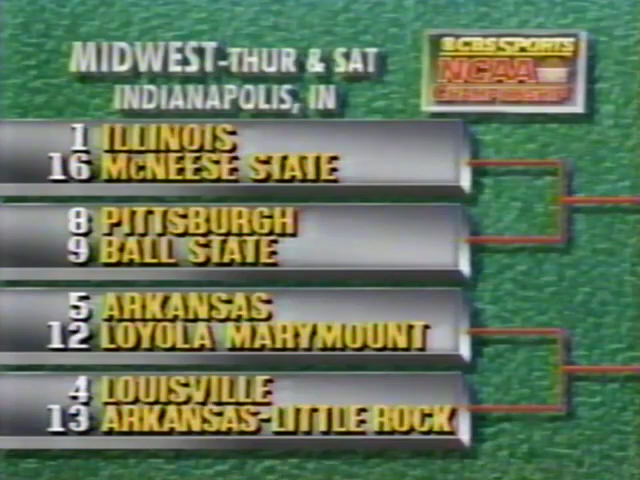 MIDWEST-THUR & SAT
INDIANAPOLIS, IN
CBS SPORTS
NCAA
CHAMPIONSHIP
1 ILLINOIS
16 McNEESE STATE
8 PITTSBURGH
9 BALL STATE
5 ARKANSAS
12 LOYOLA MARYMOUNT
4 LOUISVILLE
13 ARKANSAS-LITTLE ROCK